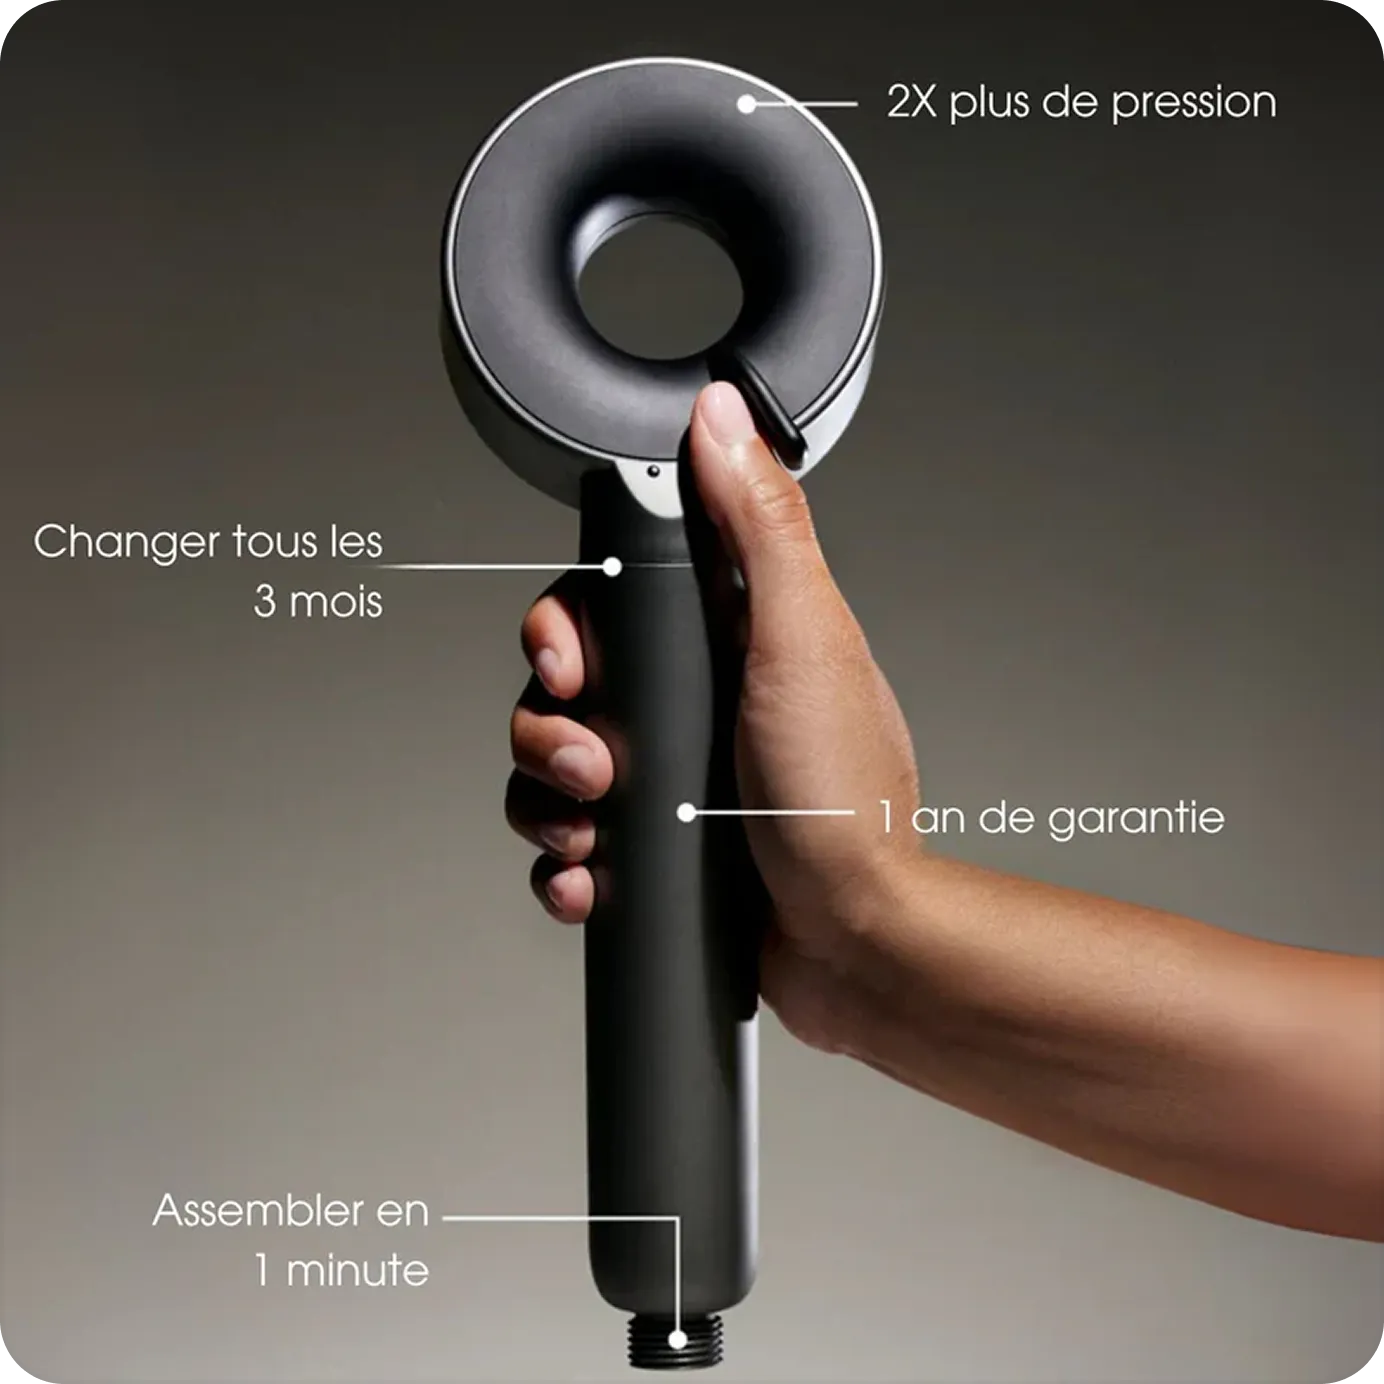 2X plus de pression
Changer tous les
3 mois
1 an de garantie
Assembler en
1 minute